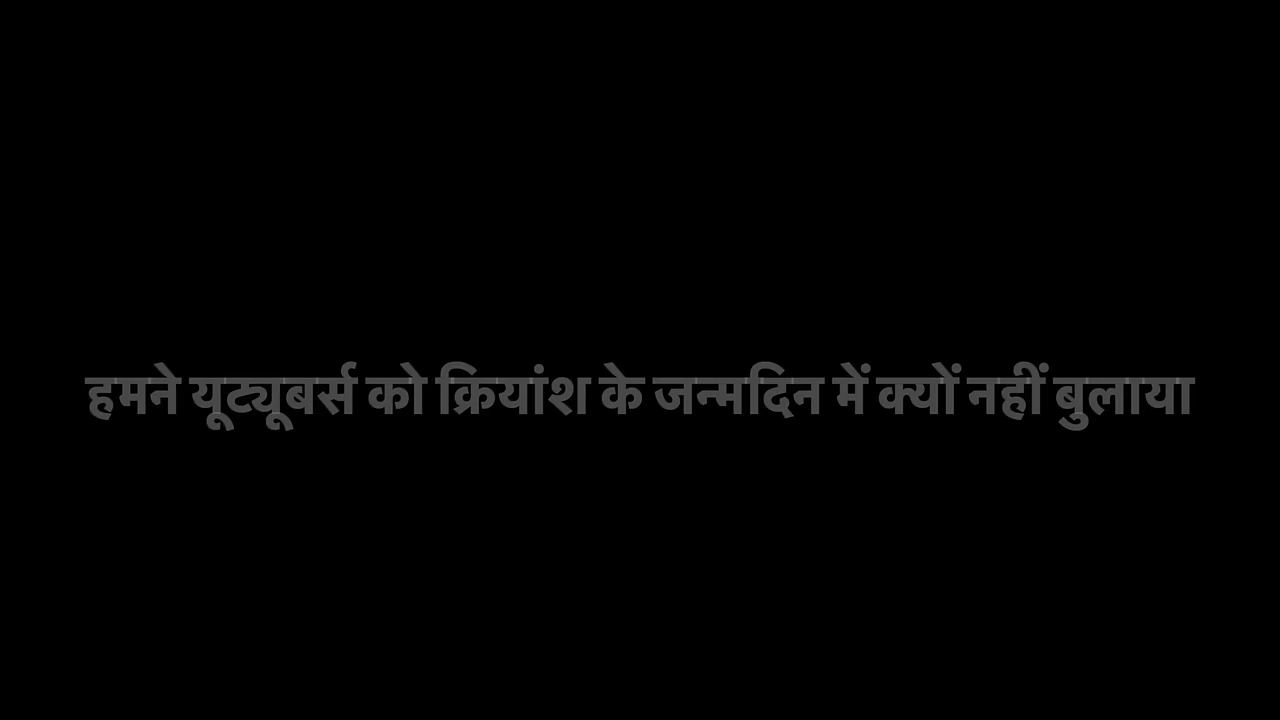 हमने यूट्यूबर्स को क्रियांश के जन्मदिन में क्यों नहीं बुलाया